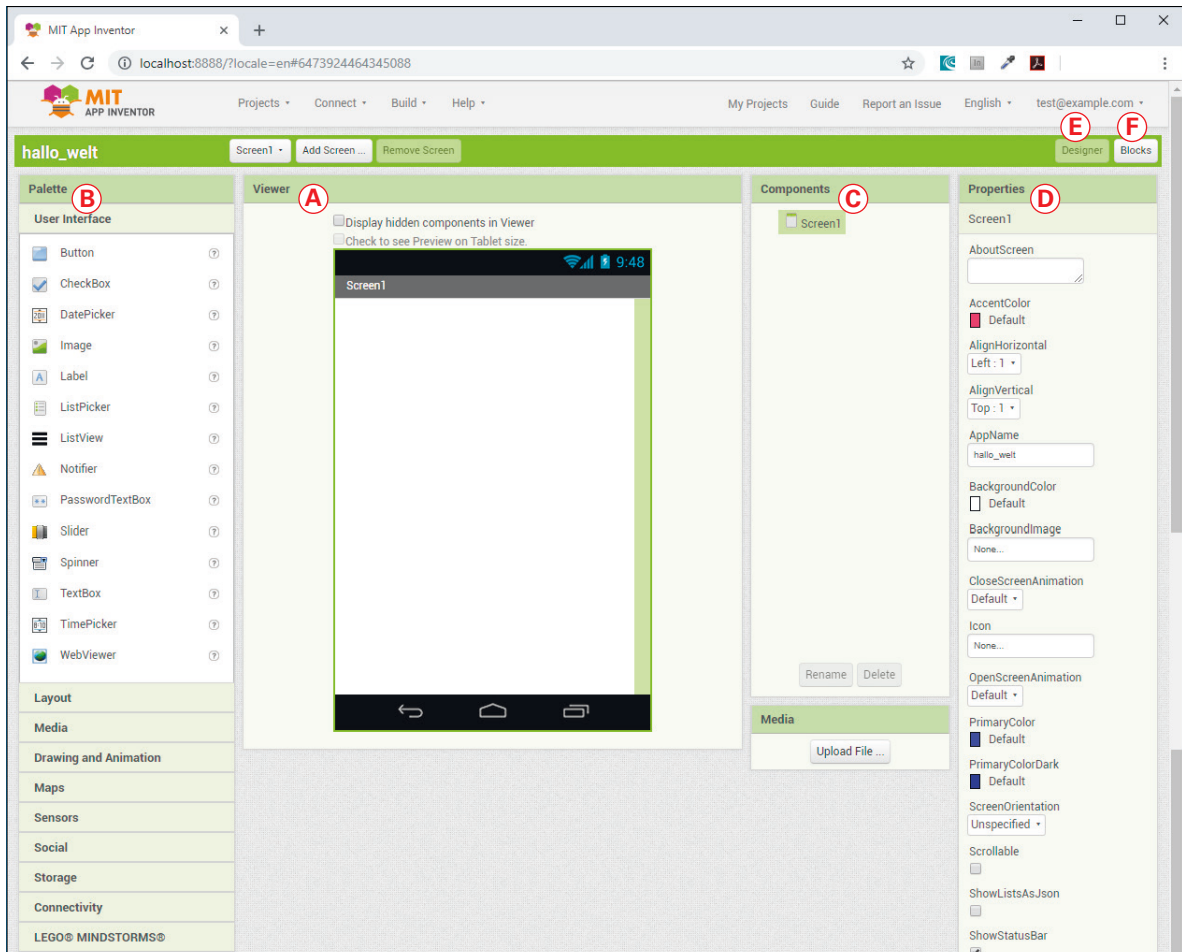 MIT App Inventor
localhost:8888/?locale=en#6473924464345088
MIT
APP INVENTOR
Projects
Connect
Build
Help
My Projects
Guide
Report an Issue
English
test@example.com
E
F
hallo_welt
Screen1
Add Screen ...
Remove Screen
Designer
Blocks
Palette
B
User Interface
Button
CheckBox
DatePicker
Image
Label
ListPicker
ListView
Notifier
PasswordTextBox
Slider
Spinner
TextBox
TimePicker
WebViewer
Layout
Media
Drawing and Animation
Maps
Sensors
Social
Storage
Connectivity
LEGO® MINDSTORMS®
Viewer
A
Display hidden components in Viewer
Check to see Preview on Tablet size.
9:48
Screen1
Components
C
Screen1
Rename
Delete
Media
Upload File ...
Properties
D
Screen1
AboutScreen
AccentColor
Default
AlignHorizontal
Left : 1
AlignVertical
Top : 1
AppName
hallo_welt
BackgroundColor
Default
BackgroundImage
None...
CloseScreenAnimation
Default
Icon
None...
OpenScreenAnimation
Default
PrimaryColor
Default
PrimaryColorDark
Default
ScreenOrientation
Unspecified
Scrollable
ShowListsAsJson
ShowStatusBar